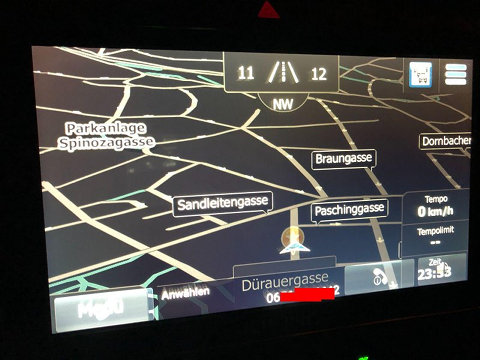 11 12
NW
Parkanlage
Spinozagasse
Dornbacher
Braungasse
Sandleitengasse
Paschinggasse
Tempo
0 km/h
Tempolimit
--
Zeit
23:53
Dürauergasse
Anwählen
Menü